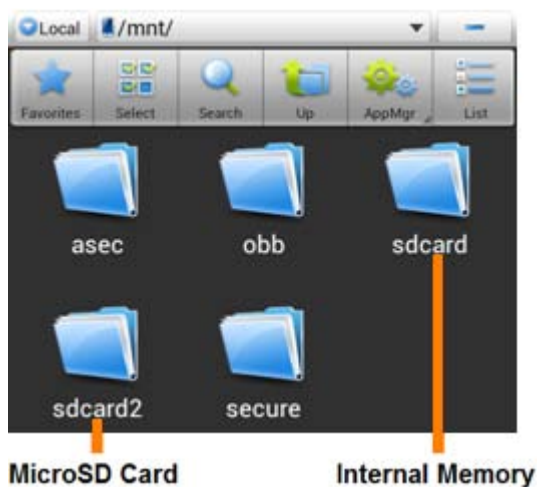 Local /mnt/
Favorites Select Search Up AppMgr List
asec obb sdcard
sdcard2 secure
MicroSD Card Internal Memory